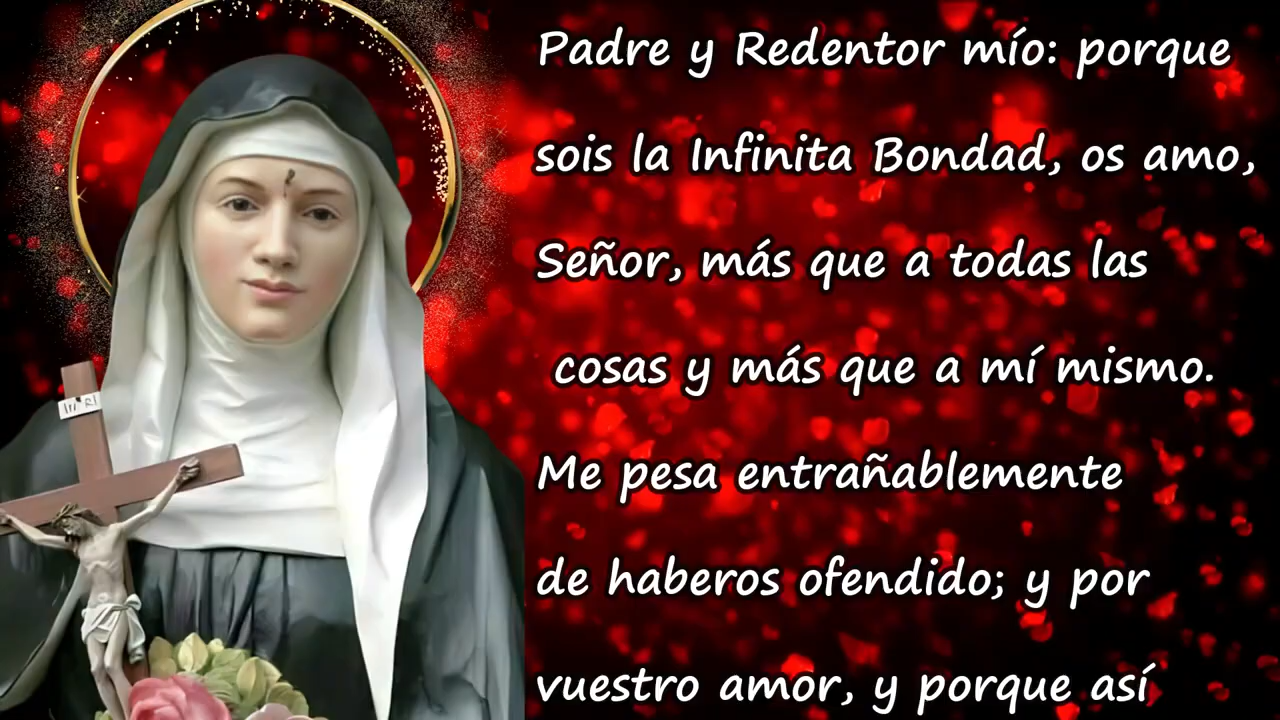 Padre y Redentor mío: porque
sois la Infinita Bondad, os amo,
Señor, más que a todas las
cosas y más que a mí mismo.
Me pesa entrañablemente
de haberos ofendido; y por
vuestro amor, y porque así